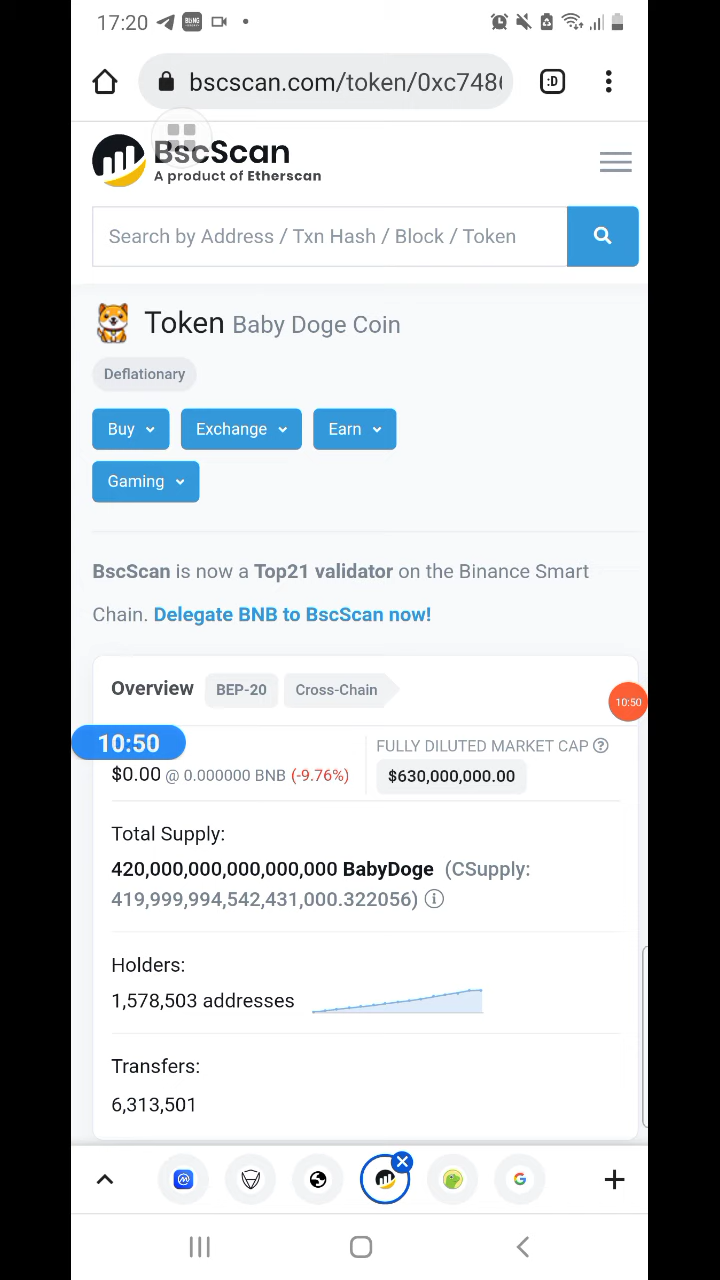 17:20
bscscan.com/token/0xc748
:D
BscScan
A product of Etherscan
Search by Address / Txn Hash / Block / Token
Token Baby Doge Coin
Deflationary
Buy Exchange Earn
Gaming
BscScan is now a Top21 validator on the Binance Smart
Chain. Delegate BNB to BscScan now!
Overview BEP-20 Cross-Chain
10:50
10:50 FULLY DILUTED MARKET CAP
$0.00 @ 0.000000 BNB (-9.76%) $630,000,000.00
Total Supply:
420,000,000,000,000,000 BabyDoge (CSupply:
419,999,994,542,431,000.322056)
Holders:
1,578,503 addresses
Transfers:
6,313,501